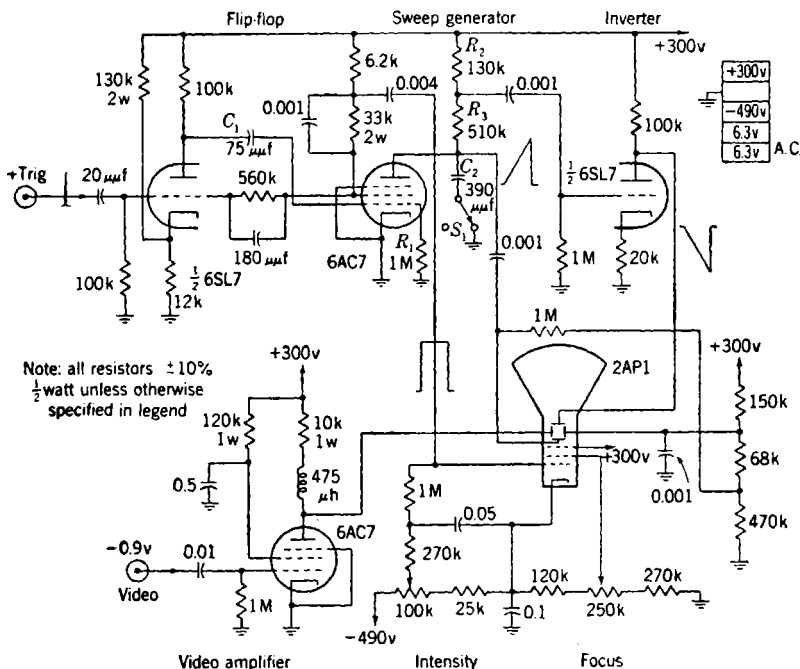 Flip-flop
Sweep generator
Inverter
+300v
130k
2w
100k
6.2k
0.004
R2
130k
0.001
100k
+300v
-490v
6.3v
6.3v
A.C.
0.001
33k
2w
R3
510k
C1
75 μμf
C2
390
μμf
S1
½
6SL7
+Trig
20μμf
560k
180μμf
6AC7
R1
1M
0.001
1M
20k
100k
½ 6SL7
12k
Note: all resistors ±10%
½ watt unless otherwise
specified in legend
+300v
1M
2AP1
+300v
120k
1w
10k
1w
150k
+300v
68k
0.001
0.5
475
μh
1M
0.05
470k
6AC7
-0.9v
Video
0.01
270k
1M
100k
25k
0.1
120k
250k
270k
-490v
Video amplifier
Intensity
Focus